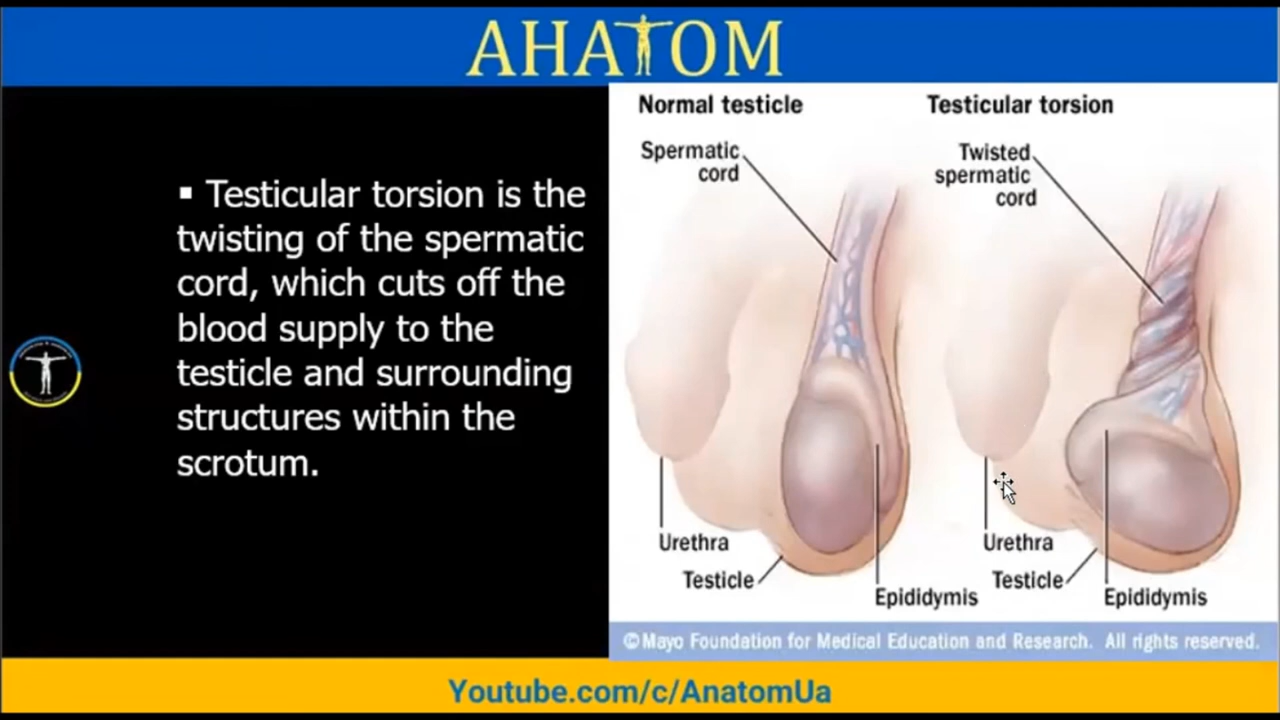 AHATOM
▪ Testicular torsion is the
twisting of the spermatic
cord, which cuts off the
blood supply to the
testicle and surrounding
structures within the
scrotum.
Normal testicle
Spermatic
cord
Urethra
Testicle
Epididymis
Testicular torsion
Twisted
spermatic
cord
Urethra
Testicle
Epididymis
©Mayo Foundation for Medical Education and Research. All rights reserved.
Youtube.com/c/AnatomUa